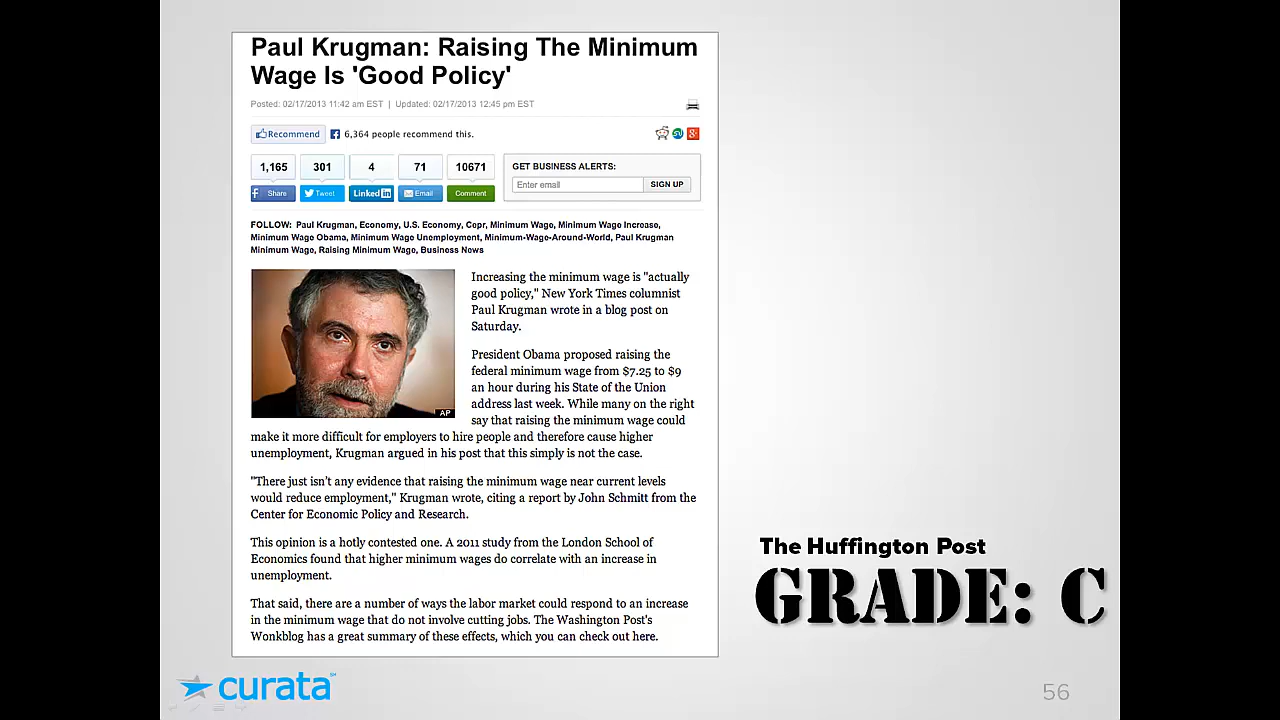 Paul Krugman: Raising The Minimum
Wage Is 'Good Policy'
Posted: 02/17/2013 11:42 am EST | Updated: 02/17/2013 12:45 pm EST
Recommend 6,364 people recommend this.
1,165 301 4 71 10671
Share Tweet Linked in Email Comment
GET BUSINESS ALERTS:
Enter email SIGN UP
FOLLOW: Paul Krugman, Economy, U.S. Economy, Cepr, Minimum Wage, Minimum Wage Increase,
Minimum Wage Obama, Minimum Wage Unemployment, Minimum-Wage-Around-World, Paul Krugman
Minimum Wage, Raising Minimum Wage, Business News
AP
Increasing the minimum wage is "actually
good policy," New York Times columnist
Paul Krugman wrote in a blog post on
Saturday.
President Obama proposed raising the
federal minimum wage from $7.25 to $9
an hour during his State of the Union
address last week. While many on the right
say that raising the minimum wage could
make it more difficult for employers to hire people and therefore cause higher
unemployment, Krugman argued in his post that this simply is not the case.
"There just isn't any evidence that raising the minimum wage near current levels
would reduce employment," Krugman wrote, citing a report by John Schmitt from the
Center for Economic Policy and Research.
This opinion is a hotly contested one. A 2011 study from the London School of
Economics found that higher minimum wages do correlate with an increase in
unemployment.
That said, there are a number of ways the labor market could respond to an increase
in the minimum wage that do not involve cutting jobs. The Washington Post's
Wonkblog has a great summary of these effects, which you can check out here.
The Huffington Post
GRADE: C
curata
56